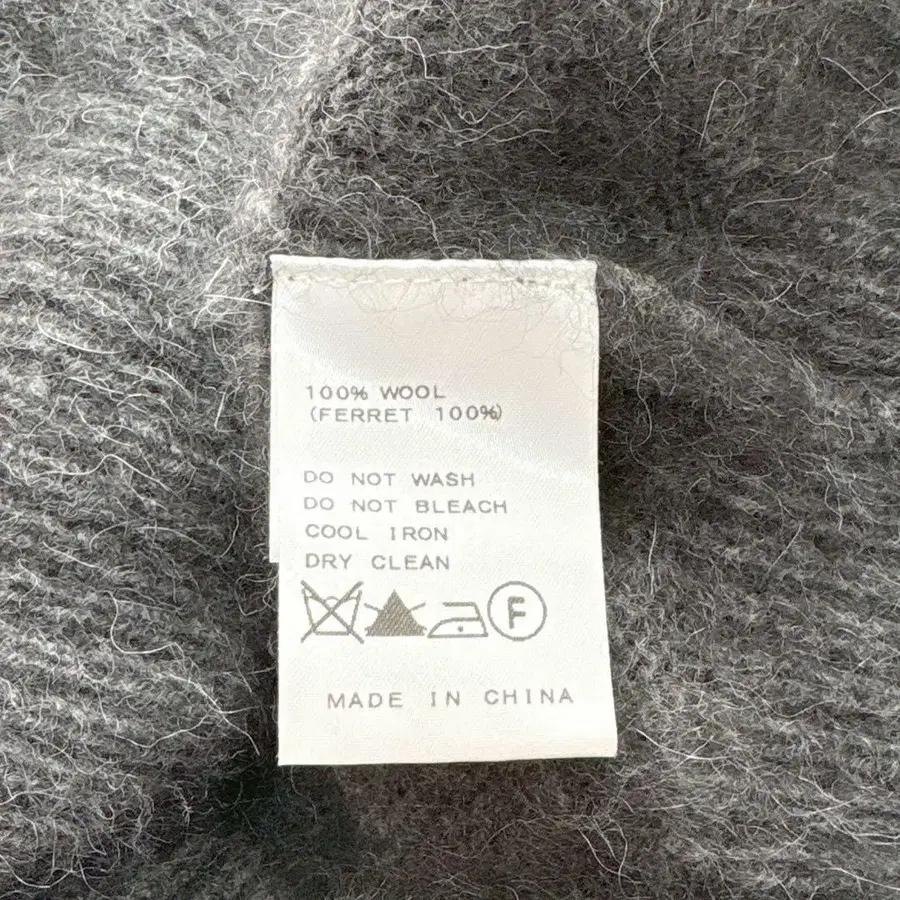 100% WOOL
(FERRET 100%)
DO NOT WASH
DO NOT BLEACH
COOL IRON
DRY CLEAN
F
MADE IN CHINA